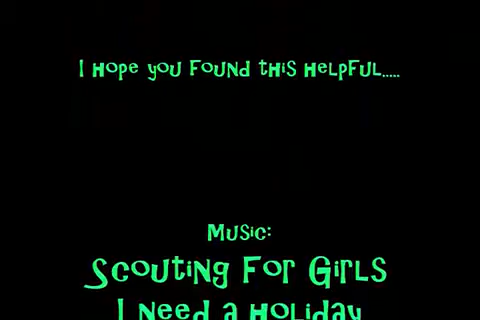 I Hope you Found this Helpful.....
Music:
Scouting For Girls
I Need a Holiday